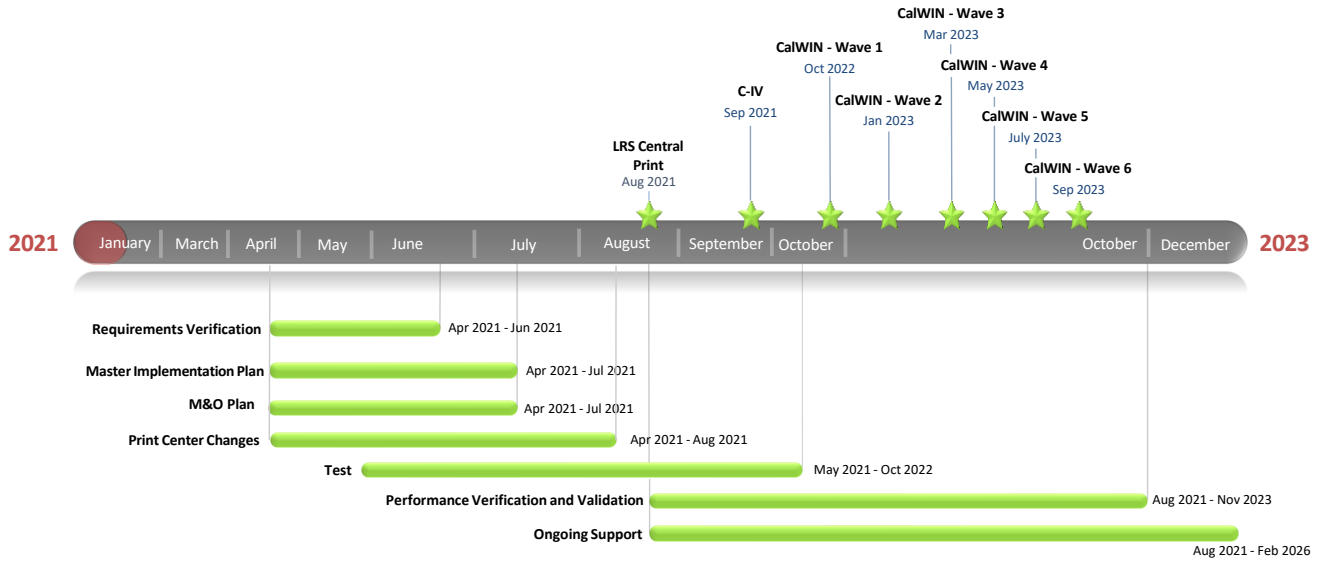 CalWIN - Wave 3
Mar 2023
CalWIN - Wave 1
Oct 2022
CalWIN - Wave 4
May 2023
C-IV
Sep 2021
CalWIN - Wave 2
Jan 2023
CalWIN - Wave 5
July 2023
LRS Central
Print
Aug 2021
CalWIN - Wave 6
Sep 2023
2021 January March April May June July August September October October December 2023
Requirements Verification Apr 2021 - Jun 2021
Master Implementation Plan Apr 2021 - Jul 2021
M&O Plan Apr 2021 - Jul 2021
Print Center Changes Apr 2021 - Aug 2021
Test May 2021 - Oct 2022
Performance Verification and Validation Aug 2021 - Nov 2023
Ongoing Support
Aug 2021 - Feb 2026